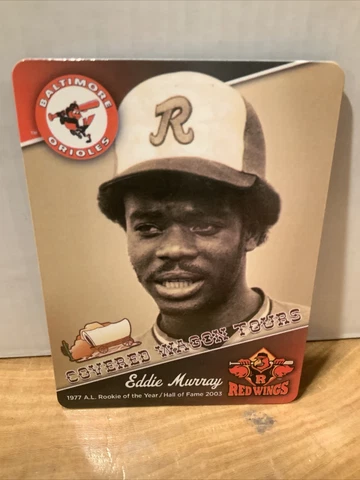 BALTIMORE
ORIOLES
R
COVERED WAGON TOURS
Eddie Murray
R
RED WINGS
1977 A.L. Rookie of the Year / Hall of Fame 2003